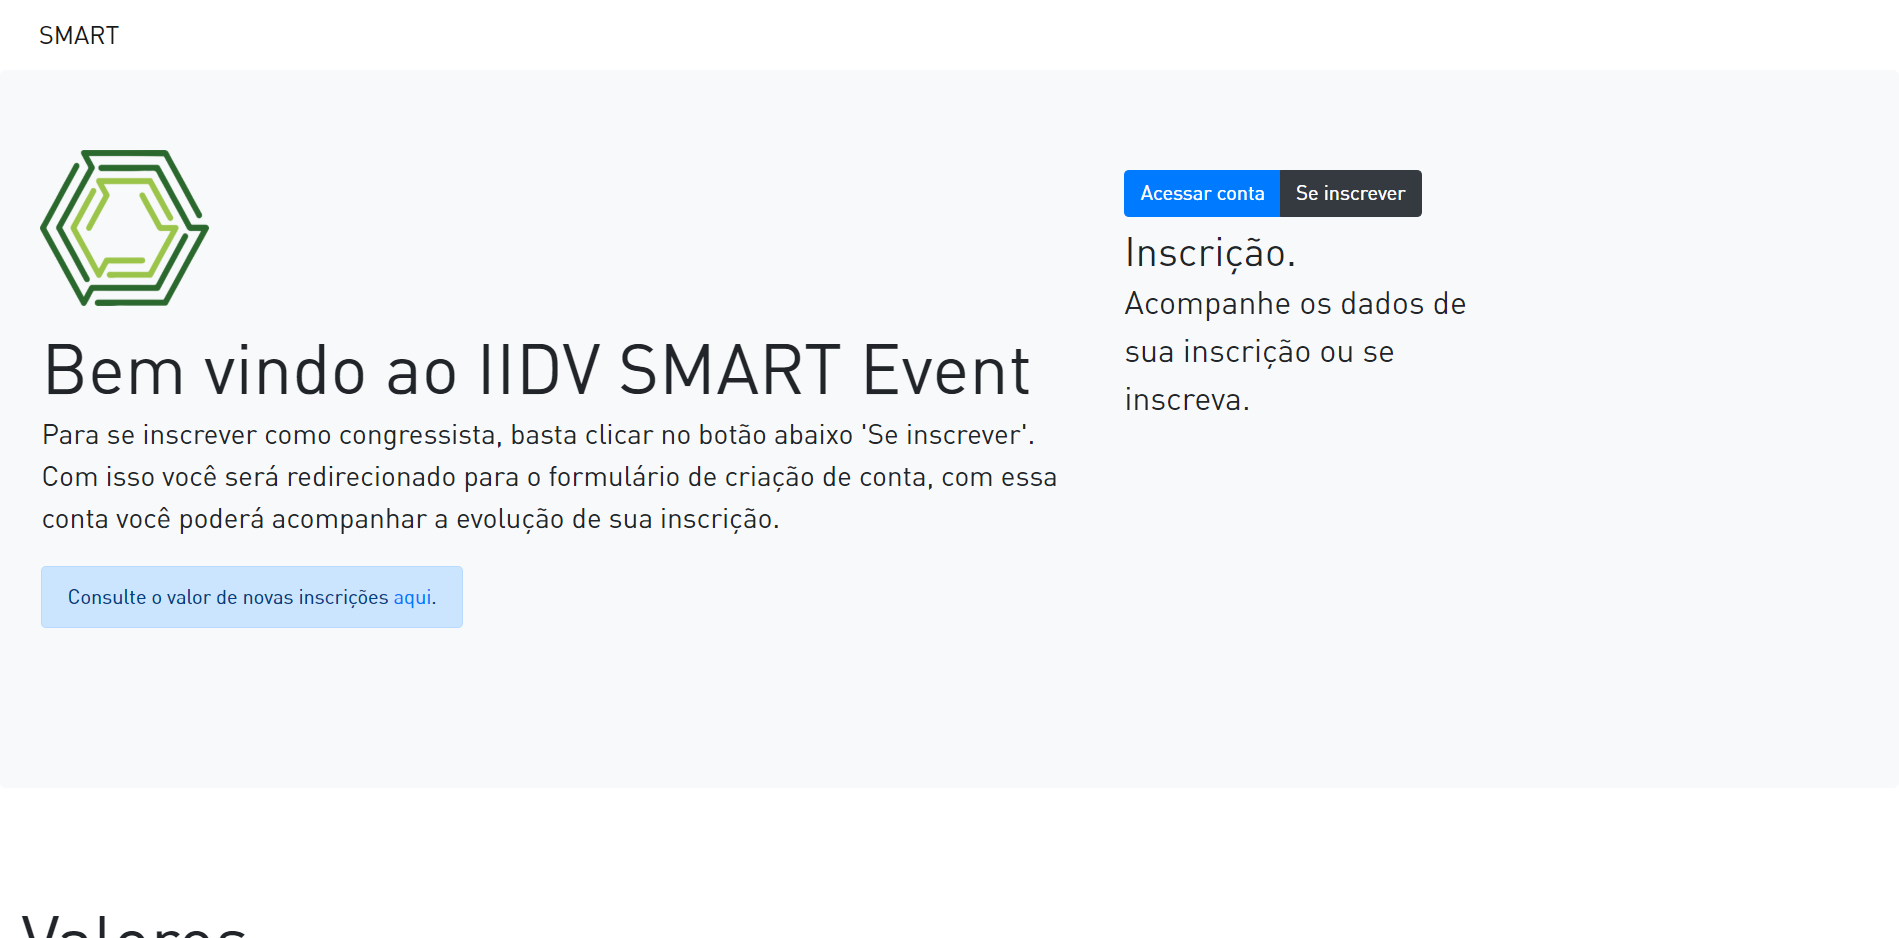 SMART
Bem vindo ao IIDV SMART Event
Para se inscrever como congressista, basta clicar no botão abaixo 'Se inscrever'.
Com isso você será redirecionado para o formulário de criação de conta, com essa
conta você poderá acompanhar a evolução de sua inscrição.
Consulte o valor de novas inscrições aqui.
Acessar conta Se inscrever
Inscrição.
Acompanhe os dados de
sua inscrição ou se
inscreva.
Valores